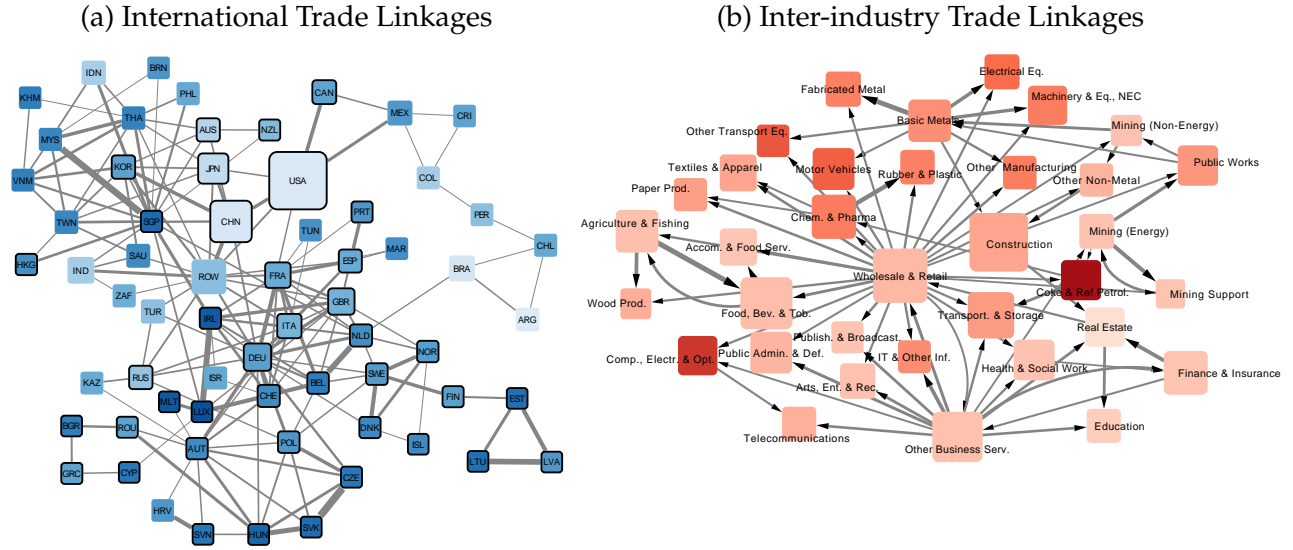 (a) International Trade Linkages
(b) Inter-industry Trade Linkages
IDN
BRN
KHM
PHL
CAN
THA
MEX
CRI
AUS
NZL
MYS
KOR
JPN
USA
VNM
COL
TWN
SGP
CHN
PRT
PER
TUN
HKG
SAU
MAR
CHL
IND
ROW
FRA
ESP
BRA
ZAF
GBR
TUR
IRL
ITA
NLD
ARG
DEU
NOR
KAZ
RUS
ISR
BEL
SWE
MLT
LUX
CHE
FIN
EST
BGR
ROU
DNK
AUT
POL
ISL
GRC
CYP
CZE
LTU
LVA
HRV
SVN
HUN
SVK
Electrical Eq.
Fabricated Metal
Machinery & Eq., NEC
Basic Metals
Mining (Non-Energy)
Other Transport Eq.
Public Works
Textiles & Apparel
Motor Vehicles
Rubber & Plastic
Other Manufacturing
Other Non-Metal
Paper Prod.
Chem. & Pharma
Agriculture & Fishing
Mining (Energy)
Accom. & Food Serv.
Construction
Wholesale & Retail
Coke & Ref Petrol.
Mining Support
Wood Prod.
Food, Bev. & Tob.
Transport. & Storage
Real Estate
Publish. & Broadcast.
Comp., Electr. & Opt.
Public Admin. & Def.
IT & Other Inf.
Health & Social Work
Finance & Insurance
Arts, Ent. & Rec.
Telecommunications
Education
Other Business Serv.